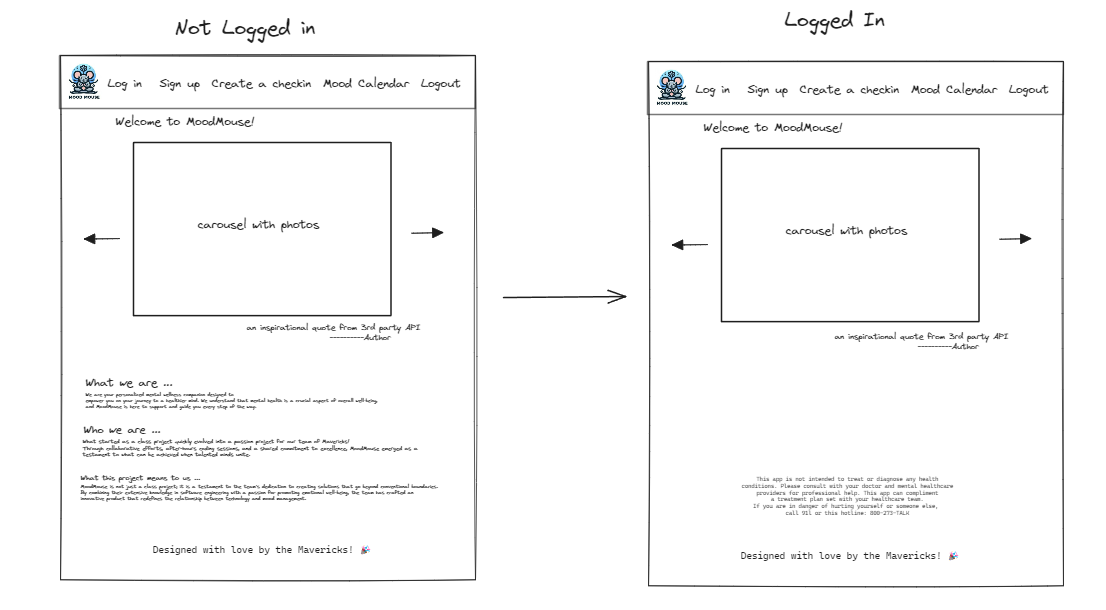 Not Logged in
MOOD MOUSE
Log in Sign up Create a checkin Mood Calendar Logout
Welcome to MoodMouse!
carousel with photos
an inspirational quote from 3rd party API
----------Author
What we are ...
We are your personalized mental wellness companion designed to
empower you on your journey to a healthier mind. We understand that mental health is a crucial aspect of overall well-being,
and MoodMouse is here to support and guide you every step of the way.
Who we are ...
What started as a class project quickly evolved into a passion project for our team of Mavericks!
Through collaborative efforts, after-hours coding sessions, and a shared commitment to excellence, MoodMouse emerged as a
testament to what can be achieved when talented minds unite.
What this project means to us ...
MoodMouse is not just a class project; it is a testament to the team's dedication to creating solutions that go beyond conventional boundaries.
By combining their extensive knowledge in software engineering with a passion for promoting emotional well-being, the team has crafted an
innovative product that redefines the relationship between technology and mood management.
Designed with love by the Mavericks! 🎉
Logged In
MOOD MOUSE
Log in Sign up Create a checkin Mood Calendar Logout
Welcome to MoodMouse!
carousel with photos
an inspirational quote from 3rd party API
----------Author
This app is not intended to treat or diagnose any health
conditions. Please consult with your doctor and mental healthcare
providers for professional help. This app can compliment
a treatment plan set with your healthcare team.
If you are in danger of hurting yourself or someone else,
call 911 or this hotline: 800-273-TALK
Designed with love by the Mavericks! 🎉